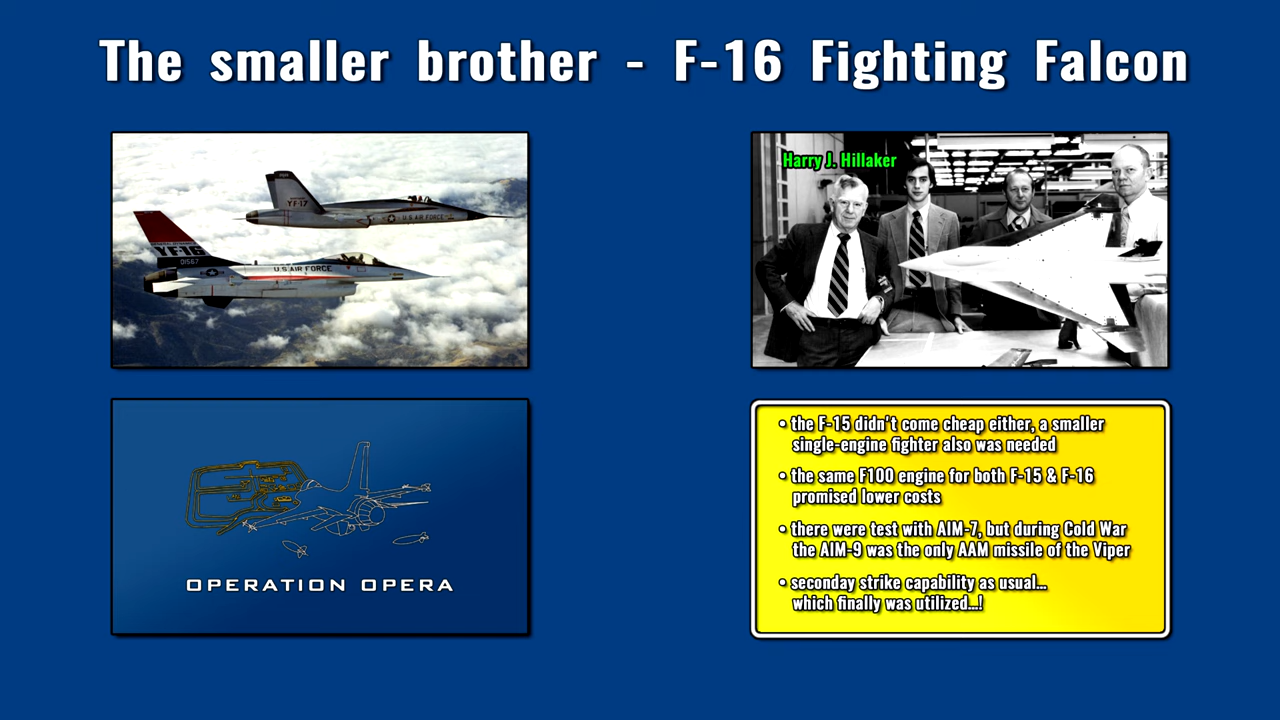 The smaller brother - F-16 Fighting Falcon
YF-17
U.S. AIR FORCE
YF-16
01567
U.S. AIR FORCE
Harry J. Hillaker
OPERATION OPERA
• the F-15 didn't come cheap either, a smaller
single-engine fighter also was needed
• the same F100 engine for both F-15 & F-16
promised lower costs
• there were test with AIM-7, but during Cold War
the AIM-9 was the only AAM missile of the Viper
• seconday strike capability as usual...
which finally was utilized...!